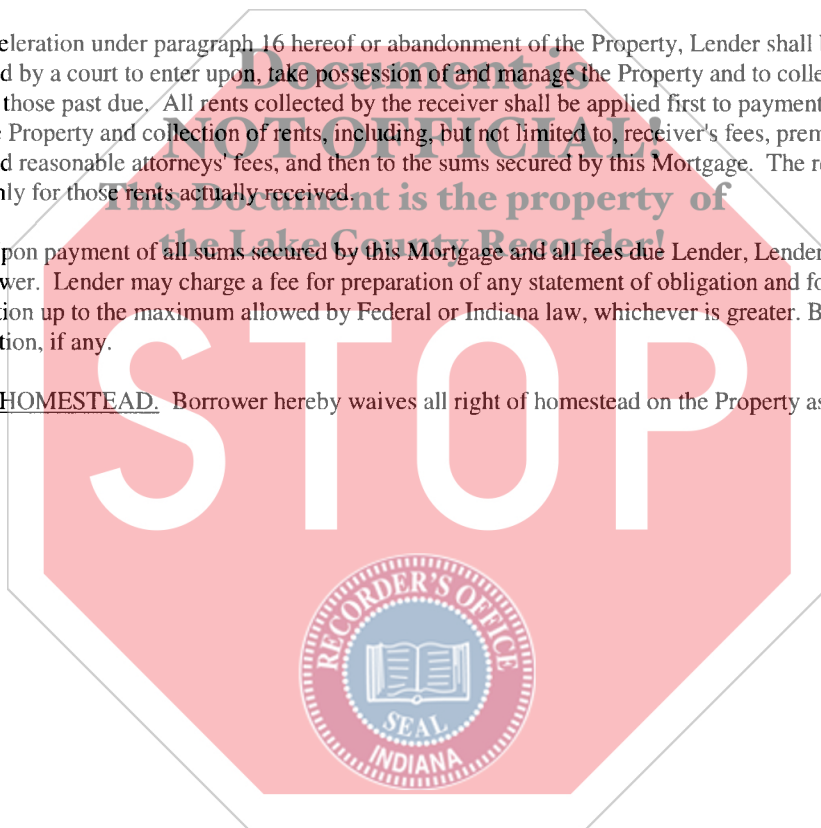 eleration under paragraph 16 hereof or abandonment of the Property, Lender shall
d by a court to enter upon, take possession of and manage the Property and to colle
those past due. All rents collected by the receiver shall be applied first to payment
Property and collection of rents, including, but not limited to, receiver's fees, prem
d reasonable attorneys' fees, and then to the sums secured by this Mortgage. The r
nly for those rents actually received.
pon payment of all sums secured by this Mortgage and all fees due Lender, Lender
wer. Lender may charge a fee for preparation of any statement of obligation and fo
tion up to the maximum allowed by Federal or Indiana law, whichever is greater. B
tion, if any.
HOMESTEAD. Borrower hereby waives all right of homestead on the Property as
Document is
NOT OFFICIAL!
This Document is the property of
the Lake County Recorder!
STOP
RECORDER'S OFFICE
SEAL
INDIANA